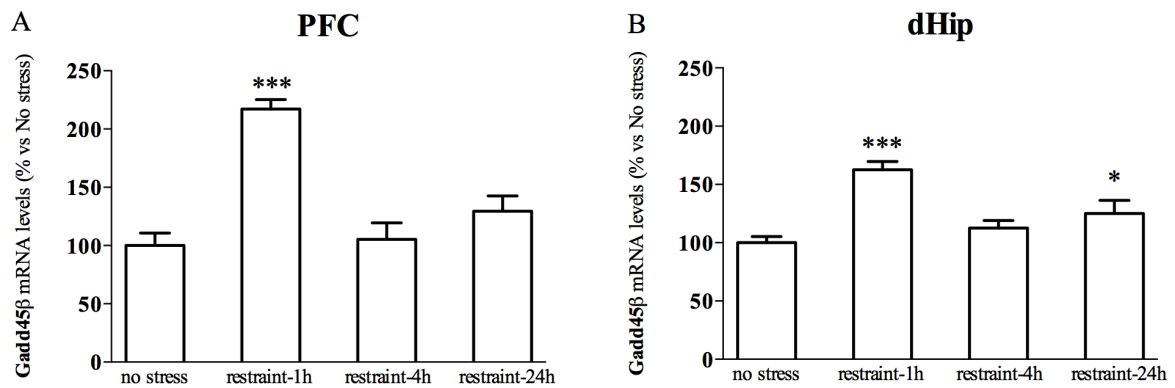 A
PFC
Gadd45β mRNA levels (% vs No stress)
250
200
150
100
50
0
***
no stress
restraint-1h
restraint-4h
restraint-24h
B
dHip
Gadd45β mRNA levels (% vs No stress)
250
200
150
100
50
0
***
*
no stress
restraint-1h
restraint-4h
restraint-24h